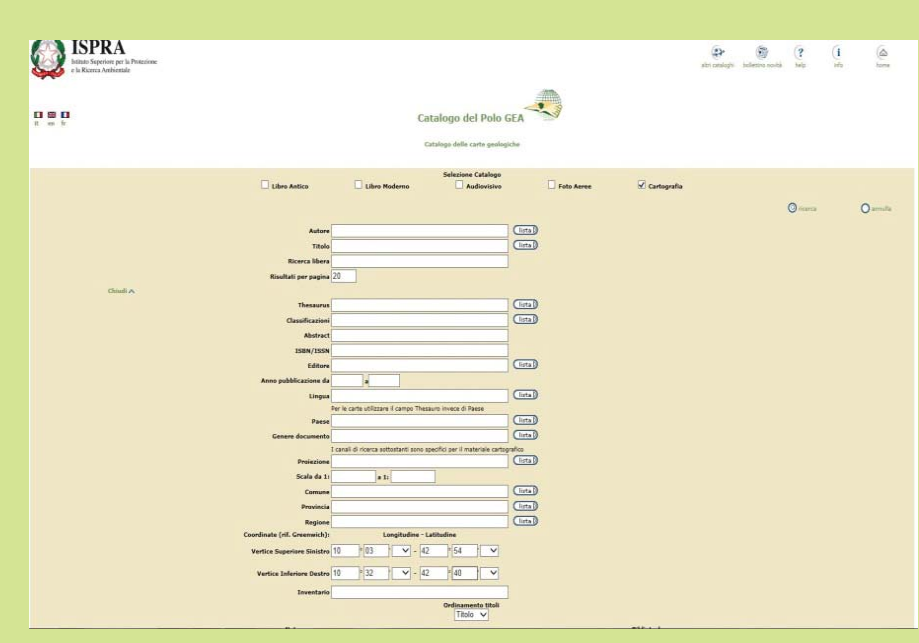 ISPRA
Istituto Superiore per la Protezione
e la Ricerca Ambientale
altri cataloghi bollettino novità help info home
it en fr
Catalogo del Polo GEA
Catalogo delle carte geologiche
Selezione Catalogo
Libro Antico Libro Moderno Audiovisivo Foto Aeree Cartografia
ricerca annulla
Autore lista
Titolo lista
Ricerca libera
Risultati per pagina 20
Chiudi
Thesaurus lista
Classificazioni lista
Abstract
ISBN/ISSN
Editore lista
Anno pubblicazione da a
Lingua lista
Per le carte utilizzare il campo Thesauro invece di Paese
Paese lista
Genere documento lista
I canali di ricerca sottostanti sono specifici per il materiale cartografico
Proiezione lista
Scala da 1: a 1:
Comune lista
Provincia lista
Regione lista
Coordinate (rif. Greenwich): Longitudine - Latitudine
Vertice Superiore Sinistro 10 ° 03 ' - 42 ° 54 '
Vertice Inferiore Destro 10 ° 32 ' - 42 ° 40 '
Inventario
Ordinamento titoli
Titolo